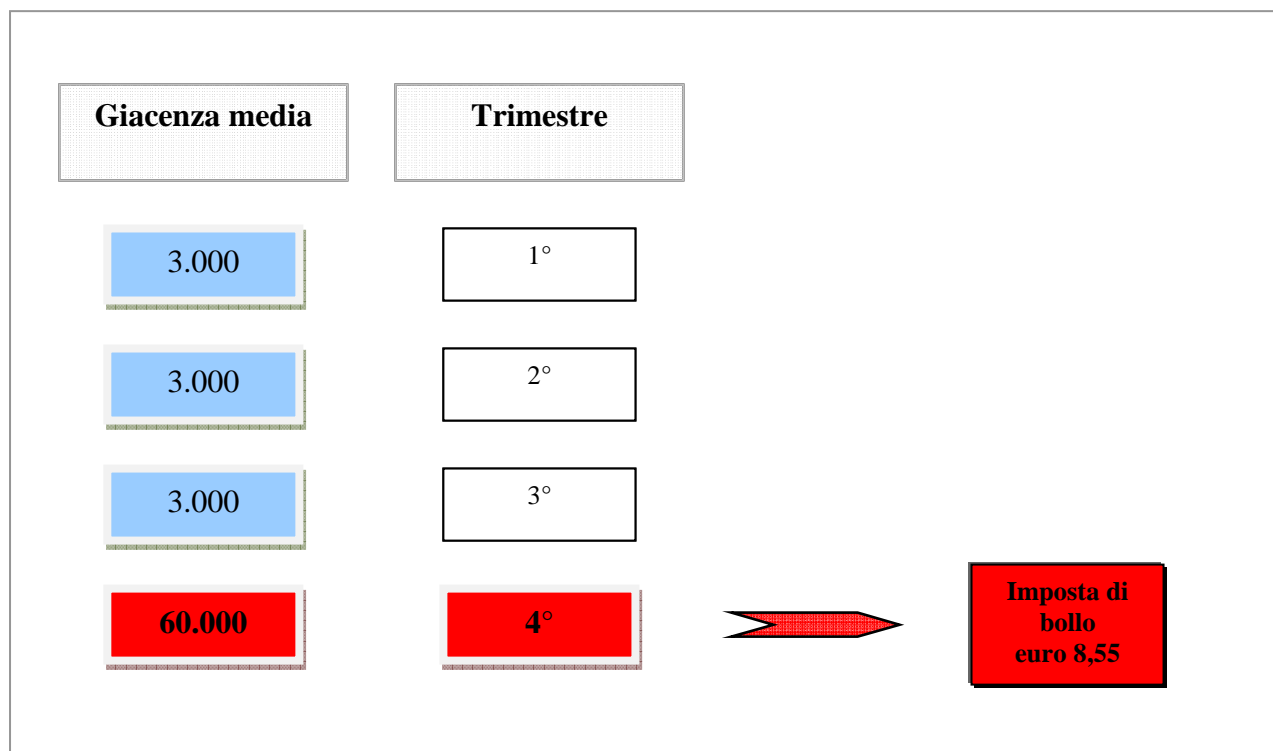 Giacenza media Trimestre
3.000 1°
3.000 2°
3.000 3°
60.000 4°
Imposta di
bollo
euro 8,55